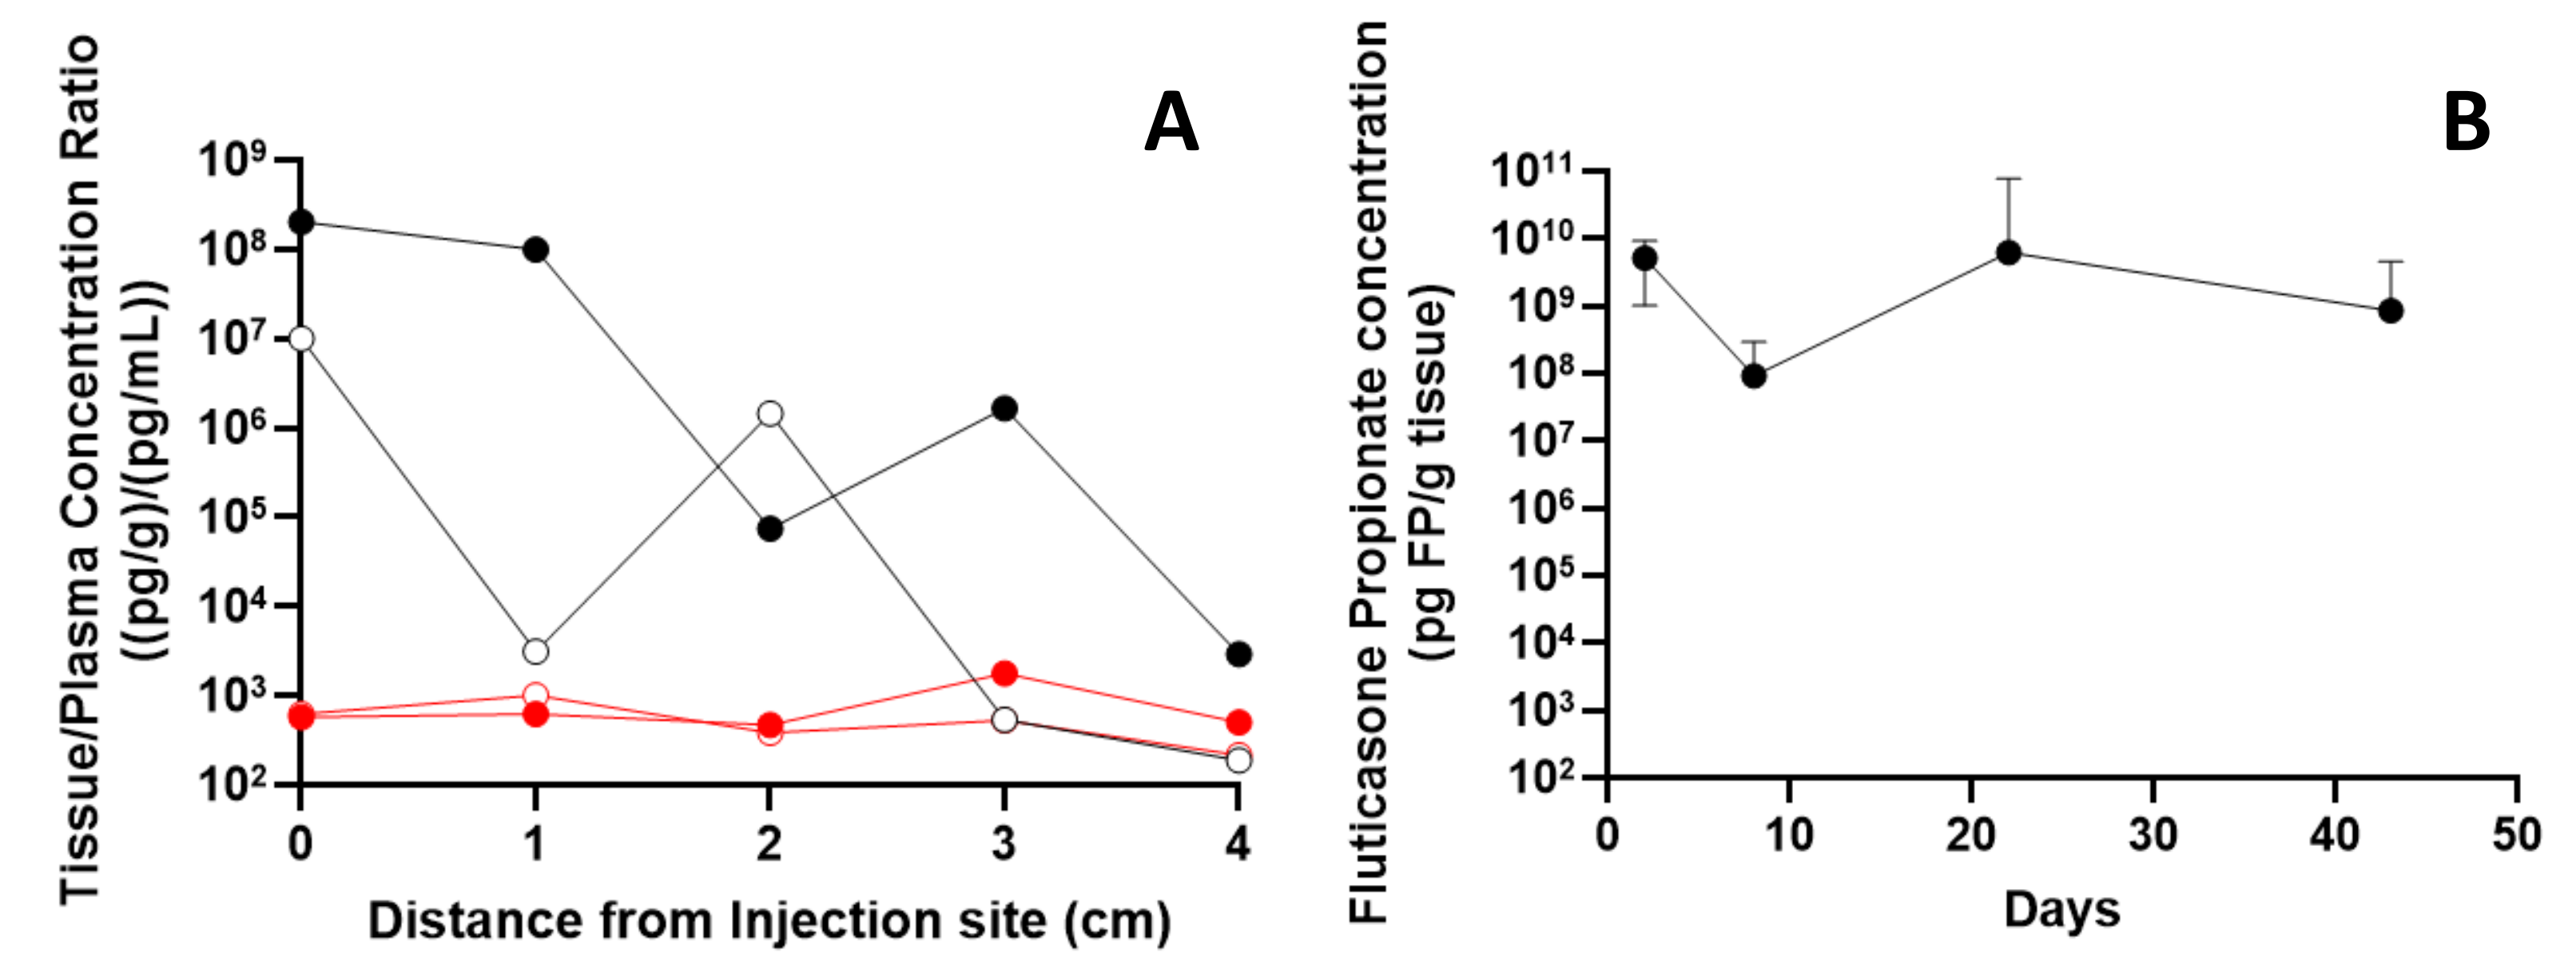 A
Tissue/Plasma Concentration Ratio
((pg/g)/(pg/mL))
10⁹
10⁸
10⁷
10⁶
10⁵
10⁴
10³
10²
0 1 2 3 4
Distance from Injection site (cm)
B
Fluticasone Propionate concentration
(pg FP/g tissue)
10¹¹
10¹⁰
10⁹
10⁸
10⁷
10⁶
10⁵
10⁴
10³
10²
0 10 20 30 40 50
Days